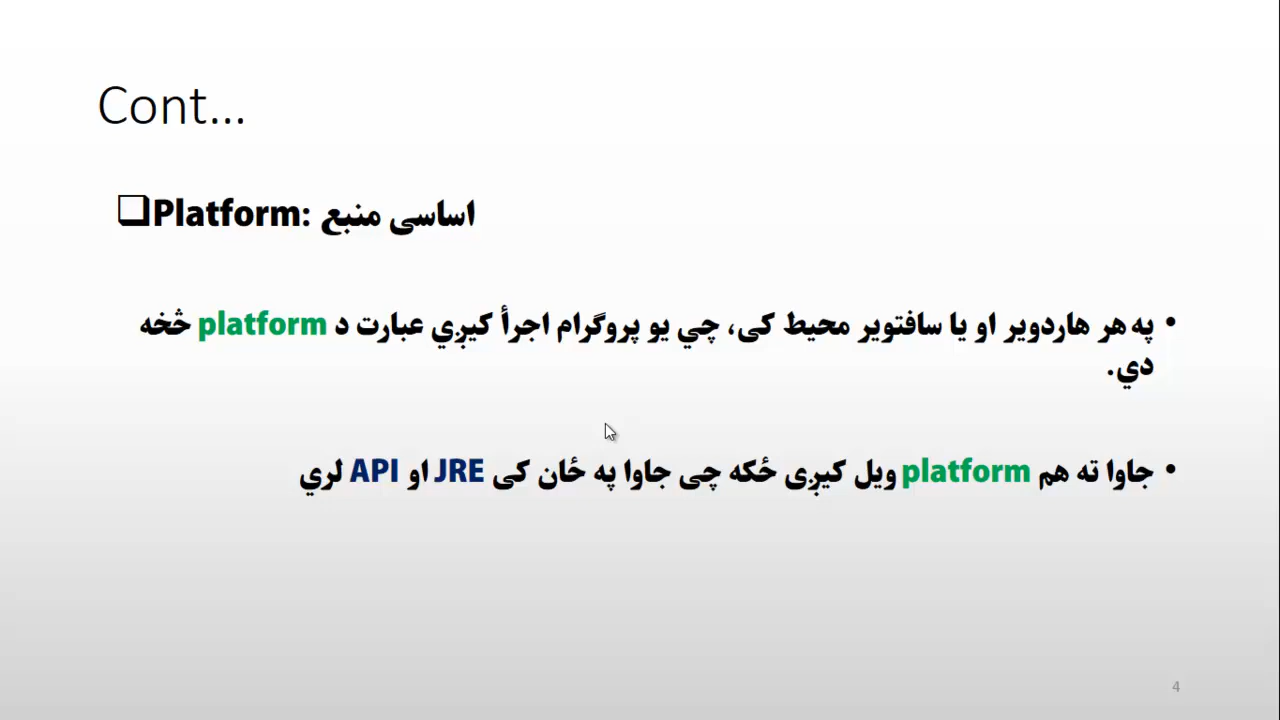 Cont...
❑Platform: اساسی منبع
• په هر هاردویر او یا سافتویر محیط کی، چي یو پروگرام اجرأ کیږي عبارت د platform څخه
دي.
• جاوا ته هم platform ویل کیږی ځکه چی جاوا په ځان کی JRE او API لري
4